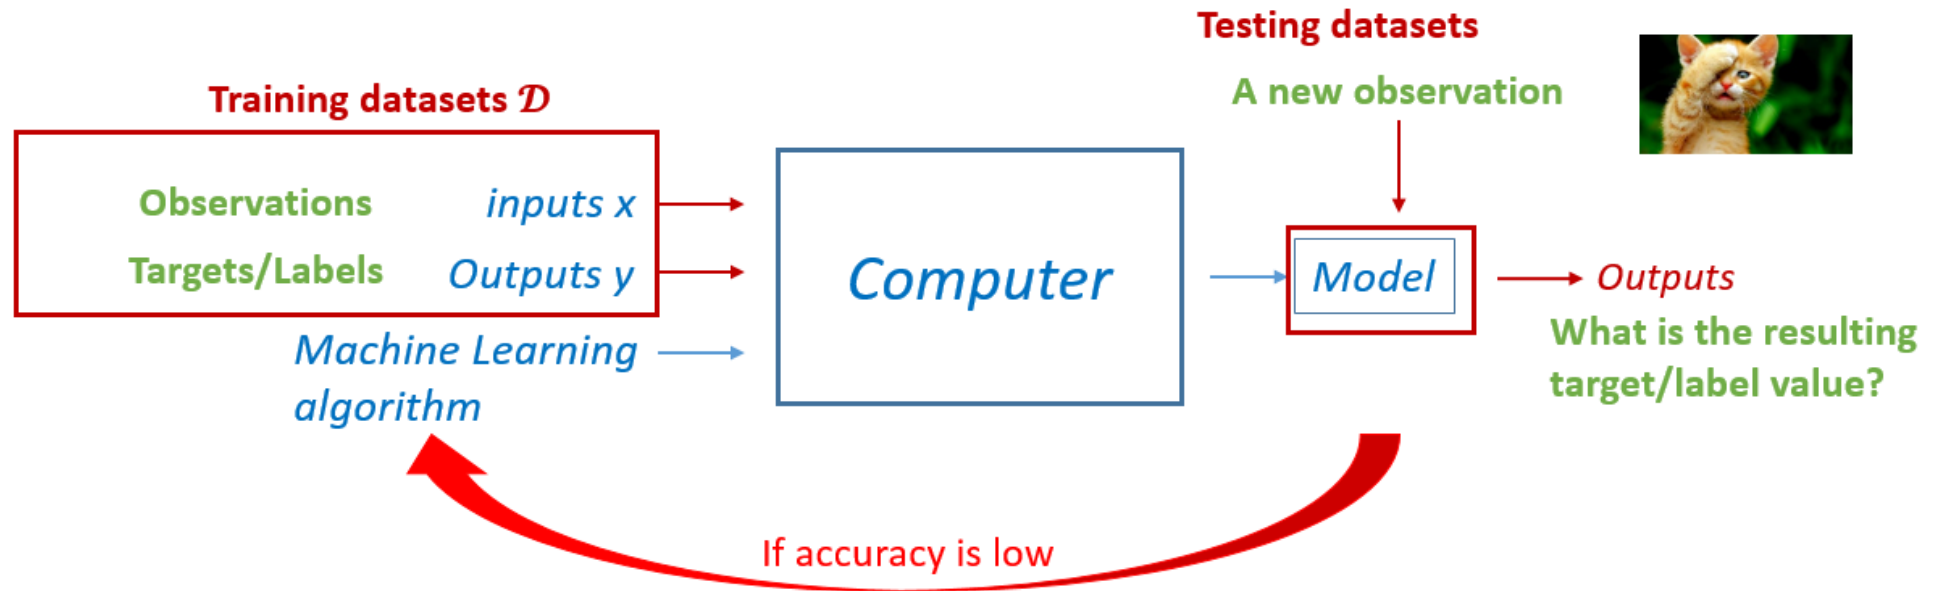 Testing datasets
A new observation
Training datasets 𝓓
Observations inputs x
Targets/Labels Outputs y
Machine Learning
algorithm
Computer
Model
Outputs
What is the resulting
target/label value?
If accuracy is low